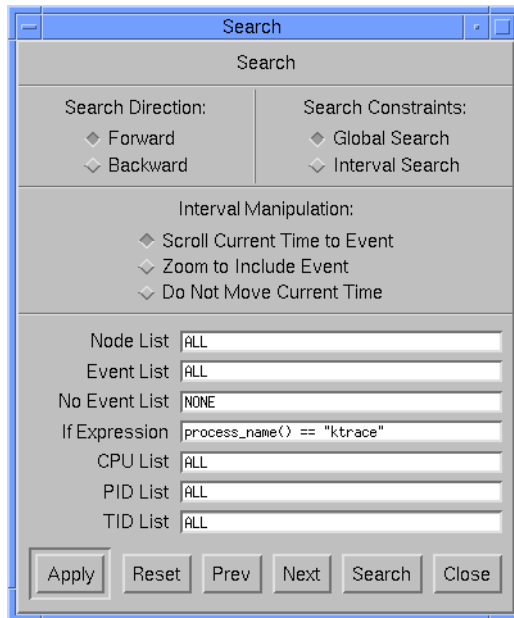 Search
Search
Search Direction:
Forward
Backward
Search Constraints:
Global Search
Interval Search
Interval Manipulation:
Scroll Current Time to Event
Zoom to Include Event
Do Not Move Current Time
Node List ALL
Event List ALL
No Event List NONE
If Expression process_name() == "ktrace"
CPU List ALL
PID List ALL
TID List ALL
Apply Reset Prev Next Search Close